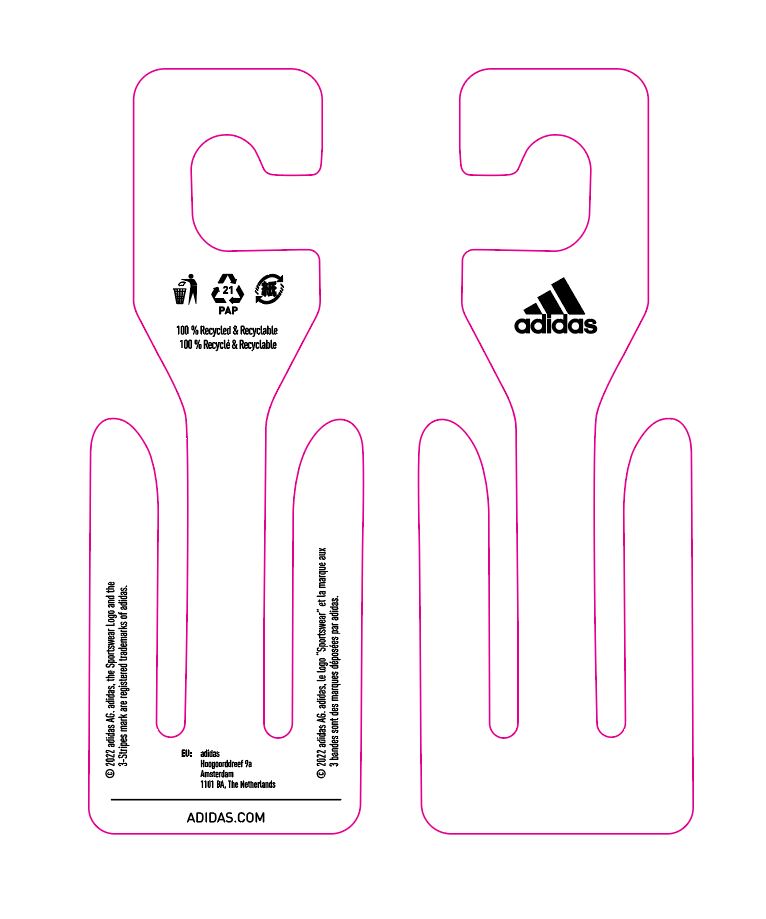 21
紙
PAP
100 % Recycled & Recyclable
100 % Recyclé & Recyclable
adidas
© 2022 adidas AG. adidas, the Sportswear Logo and the
3-Stripes mark are registered trademarks of adidas.
© 2022 adidas AG. adidas, le logo "Sportswear" et la marque aux
3 bandes sont des marques déposées par adidas.
EU: adidas
Hoogoorddreef 9a
Amsterdam
1101 BA, The Netherlands
ADIDAS.COM